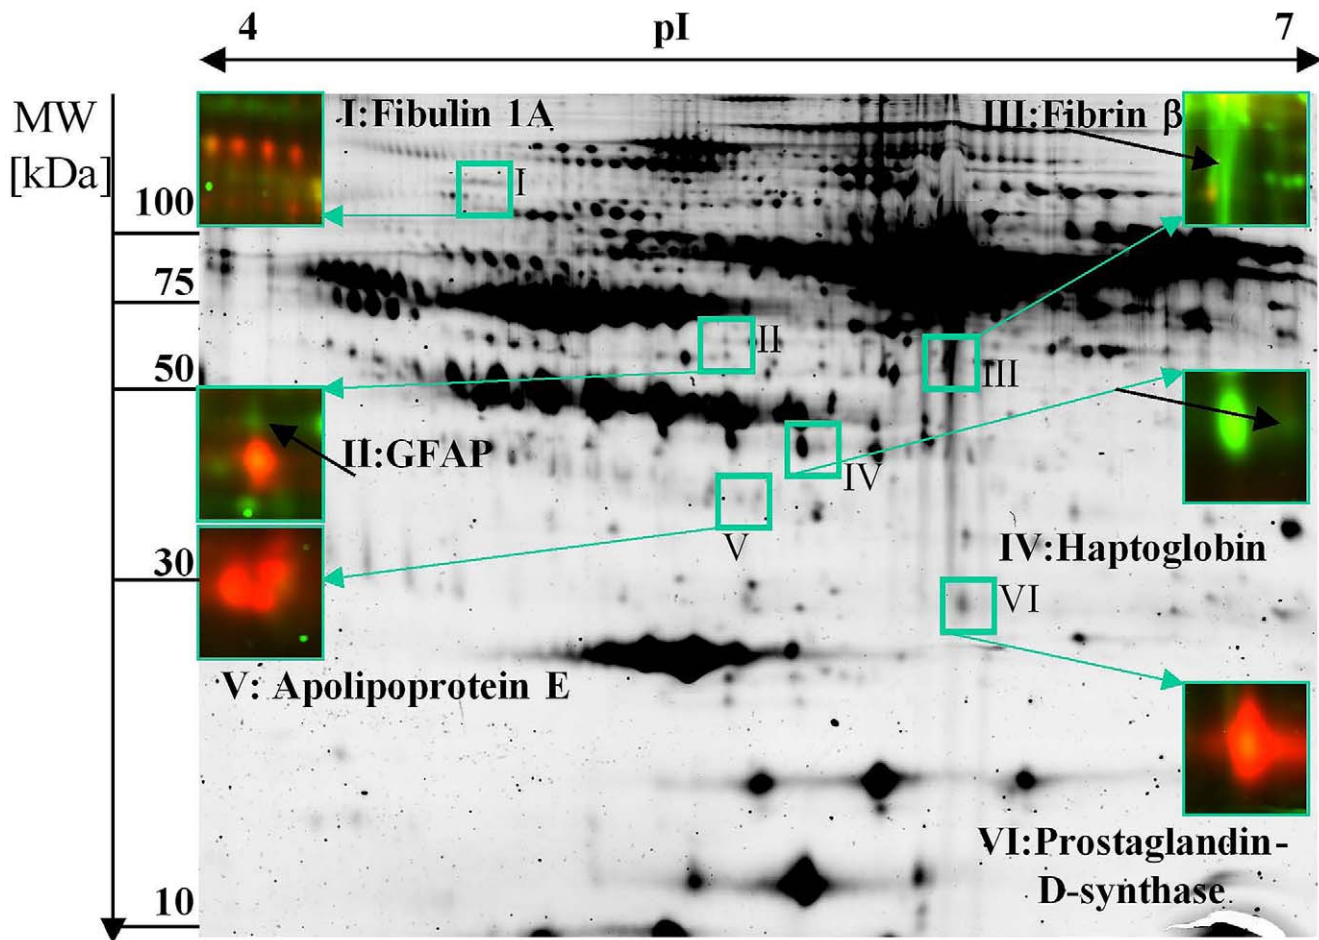 4 pI 7
MW
[kDa]
I:Fibulin 1A
III:Fibrin β
I
100
75
II
III
50
II:GFAP
IV
IV:Haptoglobin
V
30
VI
V: Apolipoprotein E
VI:Prostaglandin-
D-synthase
10